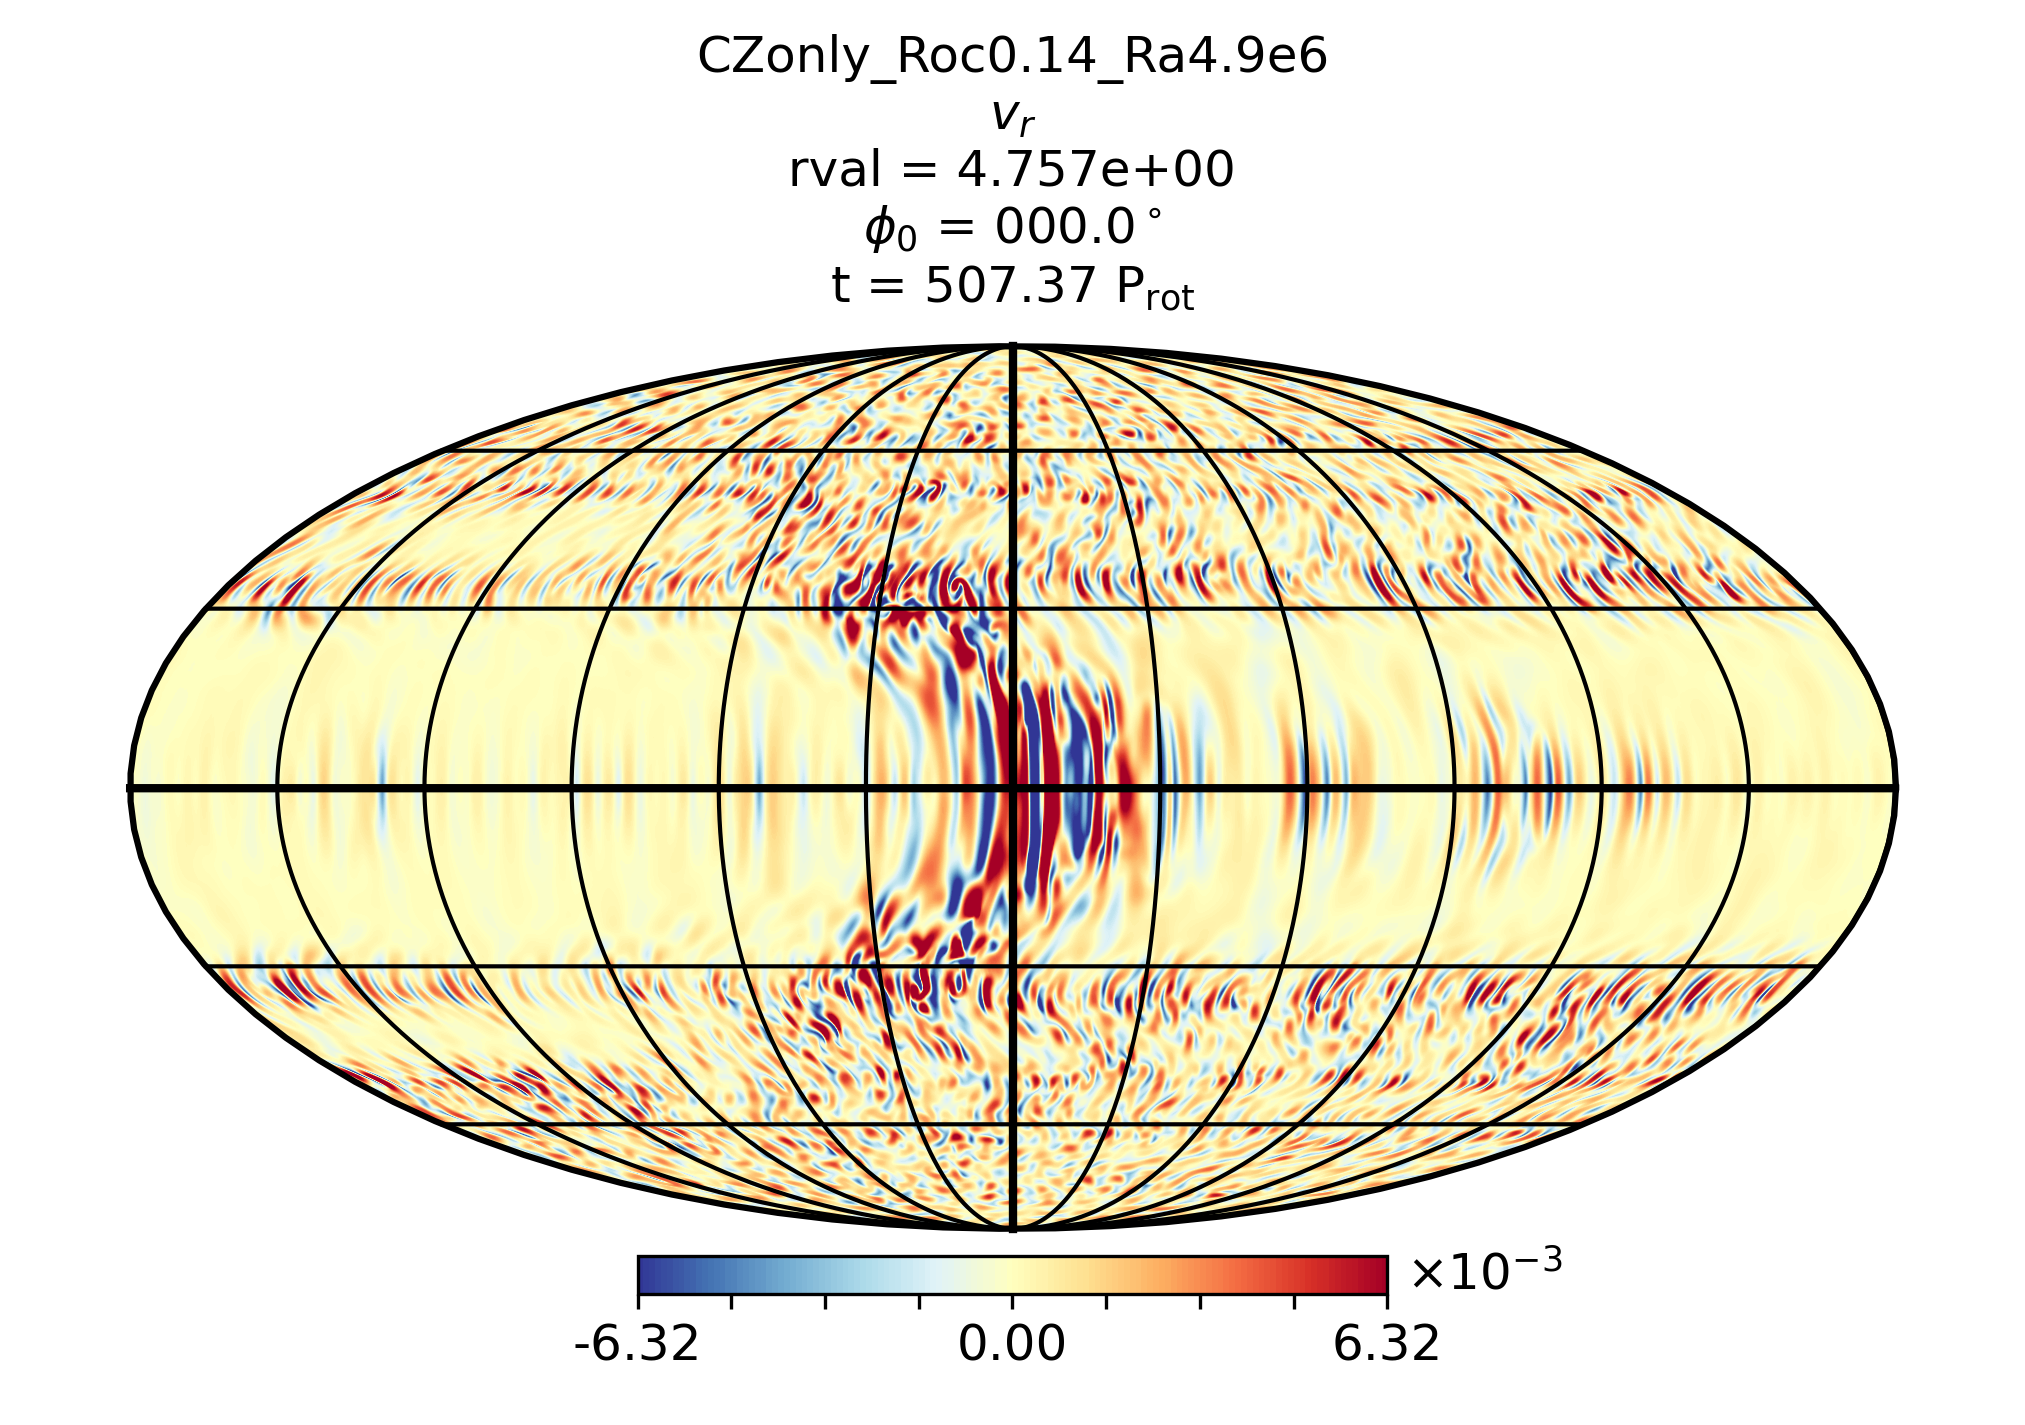 CZonly_Roc0.14_Ra4.9e6
v_r
rval = 4.757e+00
ϕ₀ = 000.0°
t = 507.37 P_rot
×10⁻³
-6.32 0.00 6.32